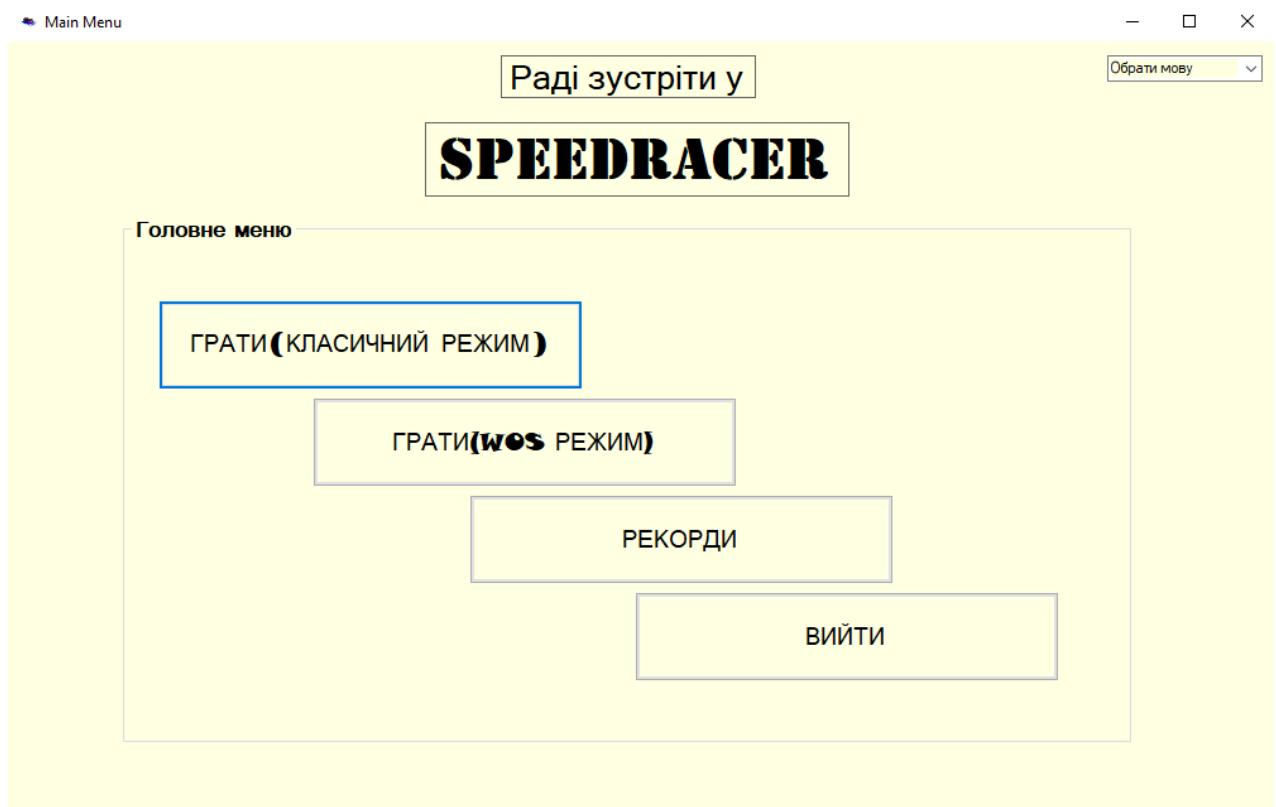 Main Menu
Раді зустріти у
Обрати мову
SPEEDRACER
Головне меню
ГРАТИ(КЛАСИЧНИЙ РЕЖИМ)
ГРАТИ(WOS РЕЖИМ)
РЕКОРДИ
ВИЙТИ